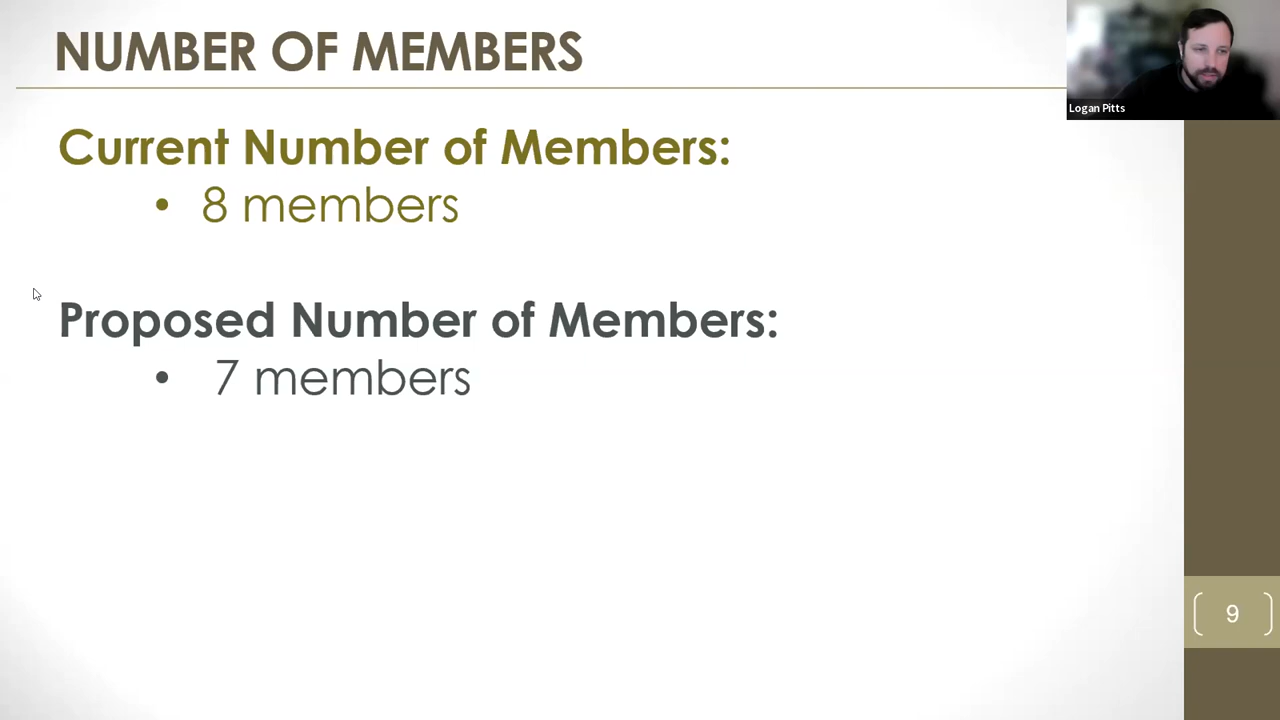 NUMBER OF MEMBERS
Logan Pitts
Current Number of Members:
• 8 members
Proposed Number of Members:
• 7 members
9